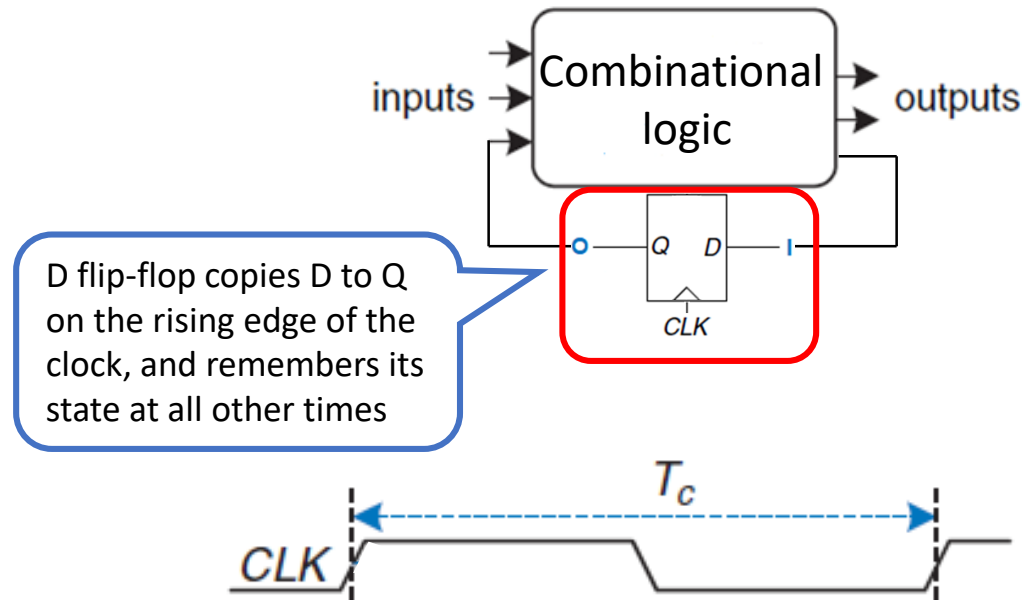 Combinational
logic
inputs
outputs
O
Q
D
I
CLK
D flip-flop copies D to Q
on the rising edge of the
clock, and remembers its
state at all other times
Tc
CLK